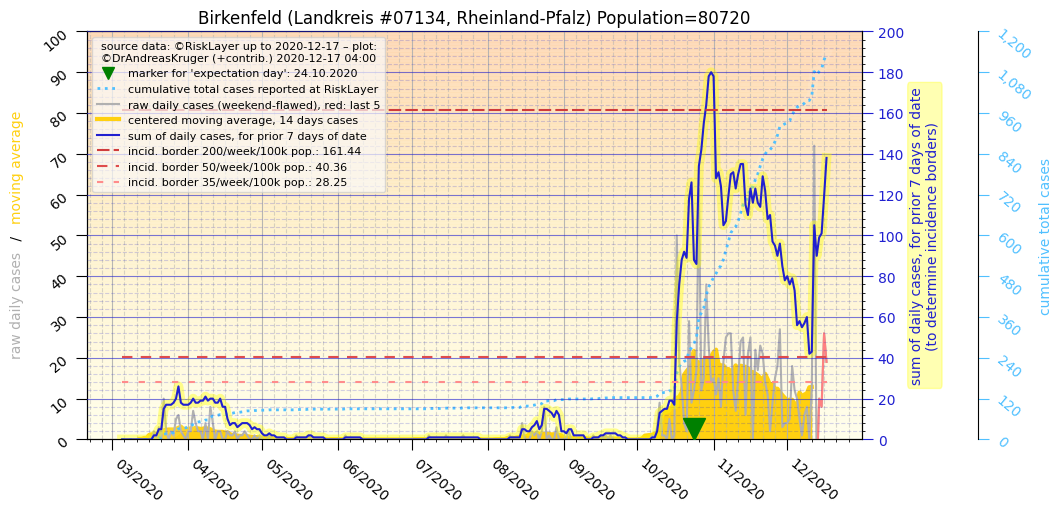 Birkenfeld (Landkreis #07134, Rheinland-Pfalz) Population=80720
source data: ©RiskLayer up to 2020-12-17 – plot:
©DrAndreasKruger (+contrib.) 2020-12-17 04:00
marker for 'expectation day': 24.10.2020
cumulative total cases reported at RiskLayer
raw daily cases (weekend-flawed), red: last 5
centered moving average, 14 days cases
sum of daily cases, for prior 7 days of date
incid. border 200/week/100k pop.: 161.44
incid. border 50/week/100k pop.: 40.36
incid. border 35/week/100k pop.: 28.25
raw daily cases / moving average
100
90
80
70
60
50
40
30
20
10
0
03/2020
04/2020
05/2020
06/2020
07/2020
08/2020
09/2020
10/2020
11/2020
12/2020
200
180
160
140
120
100
80
60
40
20
0
sum of daily cases, for prior 7 days of date
(to determine incidence borders)
1,200
1,080
960
840
720
600
480
360
240
120
0
cumulative total cases